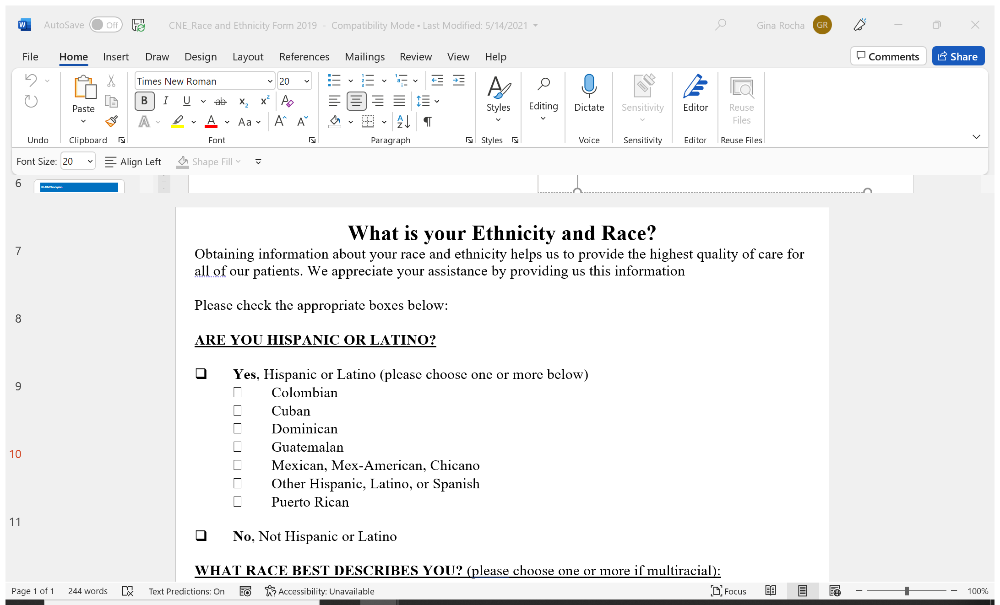 AutoSave Off CNE_Race and Ethnicity Form 2019 - Compatibility Mode • Last Modified: 5/14/2021 Gina Rocha GR
File Home Insert Draw Design Layout References Mailings Review View Help Comments Share
Times New Roman 20
Paste Styles Editing Dictate Sensitivity Editor Reuse Files
Undo Clipboard Font Paragraph Styles Voice Sensitivity Editor Reuse Files
Font Size: 20 Align Left Shape Fill
6
RI AIM Workplan
7
8
9
10
11
What is your Ethnicity and Race?
Obtaining information about your race and ethnicity helps us to provide the highest quality of care for
all of our patients. We appreciate your assistance by providing us this information
Please check the appropriate boxes below:
ARE YOU HISPANIC OR LATINO?
Yes, Hispanic or Latino (please choose one or more below)
Colombian
Cuban
Dominican
Guatemalan
Mexican, Mex-American, Chicano
Other Hispanic, Latino, or Spanish
Puerto Rican
No, Not Hispanic or Latino
WHAT RACE BEST DESCRIBES YOU? (please choose one or more if multiracial):
Page 1 of 1 244 words Text Predictions: On Accessibility: Unavailable Focus 100%